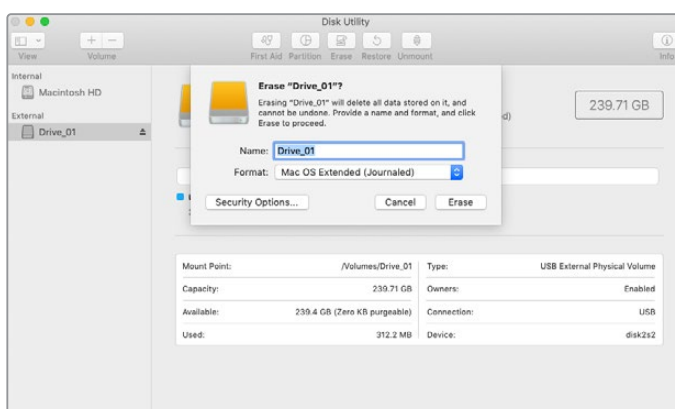 Disk Utility
View
Volume
First Aid
Partition
Erase
Restore
Unmount
Info
Internal
Macintosh HD
External
Drive_01
239.71 GB
Erase “Drive_01”?
Erasing “Drive_01” will delete all data stored on it, and
cannot be undone. Provide a name and format, and click
Erase to proceed.
d)
Name: Drive_01
Format: Mac OS Extended (Journaled)
Security Options...
Cancel
Erase
Mount Point: /Volumes/Drive_01
Type: USB External Physical Volume
Capacity: 239.71 GB
Owners: Enabled
Available: 239.4 GB (Zero KB purgeable)
Connection: USB
Used: 312.2 MB
Device: disk2s2